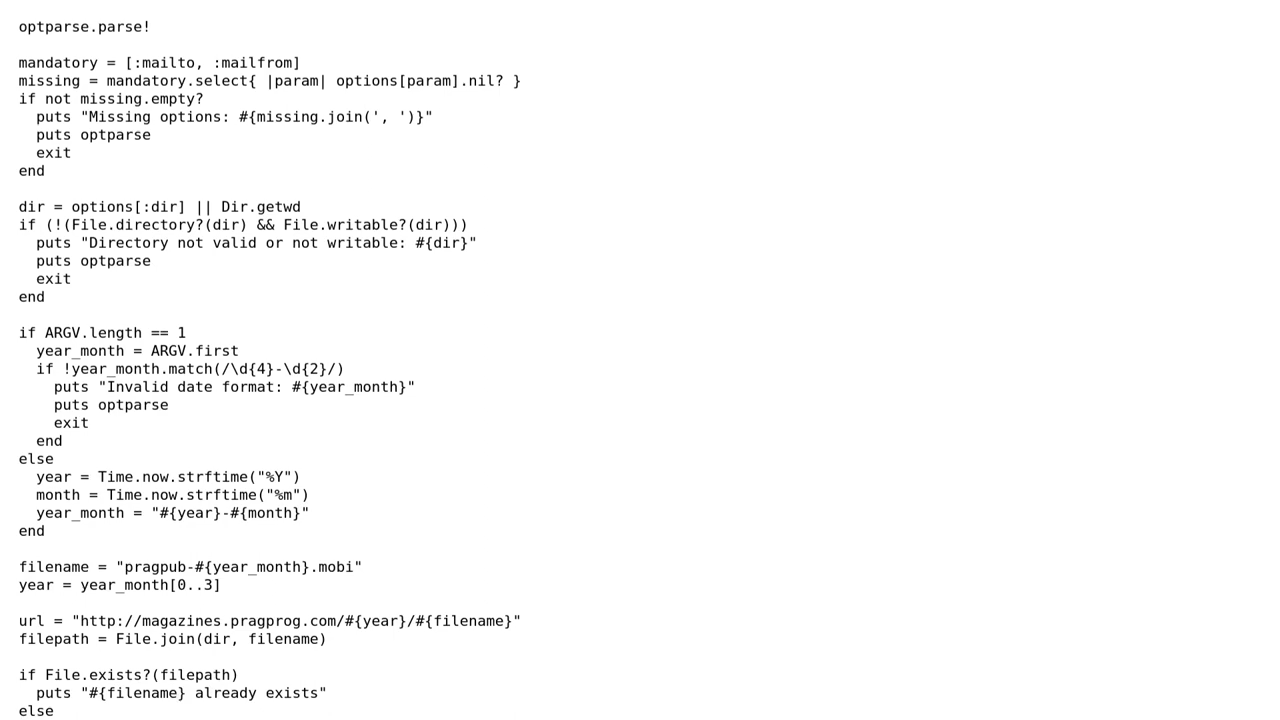 optparse.parse!

mandatory = [:mailto, :mailfrom]
missing = mandatory.select{ |param| options[param].nil? }
if not missing.empty?
  puts "Missing options: #{missing.join(', ')}"
  puts optparse
  exit
end

dir = options[:dir] || Dir.getwd
if (!(File.directory?(dir) && File.writable?(dir)))
  puts "Directory not valid or not writable: #{dir}"
  puts optparse
  exit
end

if ARGV.length == 1
  year_month = ARGV.first
  if !year_month.match(/\d{4}-\d{2}/)
    puts "Invalid date format: #{year_month}"
    puts optparse
    exit
  end
else
  year = Time.now.strftime("%Y")
  month = Time.now.strftime("%m")
  year_month = "#{year}-#{month}"
end

filename = "pragpub-#{year_month}.mobi"
year = year_month[0..3]

url = "http://magazines.pragprog.com/#{year}/#{filename}"
filepath = File.join(dir, filename)

if File.exists?(filepath)
  puts "#{filename} already exists"
else